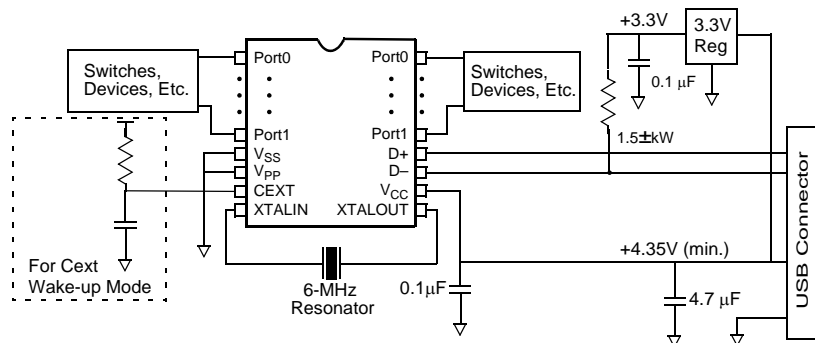 Switches,
Devices, Etc.
Port0
Port1
VSS
VPP
CEXT
XTALIN
Port0
Port1
D+
D–
VCC
XTALOUT
Switches,
Devices, Etc.
+3.3V
3.3V
Reg
0.1 µF
1.5±kW
USB Connector
+4.35V (min.)
For Cext
Wake-up Mode
6-MHz
Resonator
0.1µF
4.7 µF